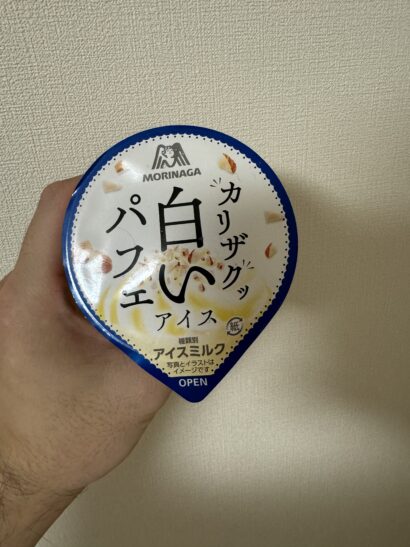 MORINAGA
カリザクッ
白い
パフェ
アイス
紙
種類別
アイスミルク
写真とイラストは
イメージです
OPEN